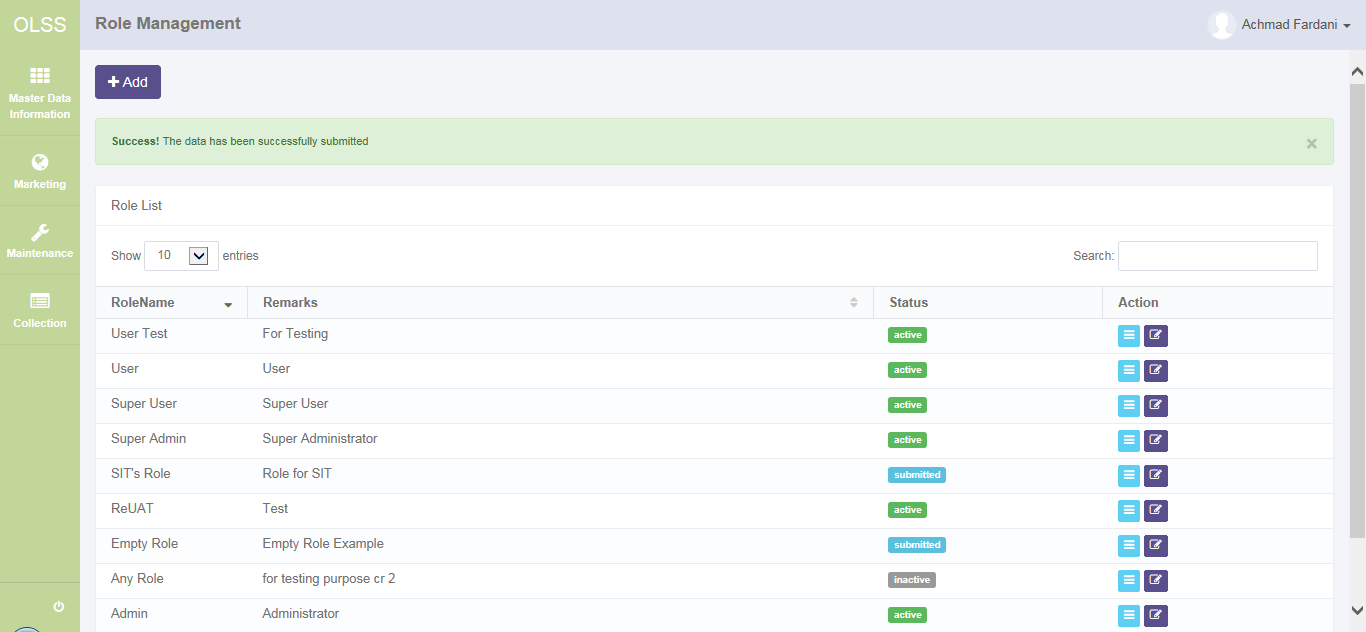 OLSS
Role Management
Achmad Fardani
Master Data
Information
Marketing
Maintenance
Collection
Add
Success! The data has been successfully submitted
×
Role List
Show 10 entries
Search:
RoleName Remarks Status Action
User Test For Testing active
User User active
Super User Super User active
Super Admin Super Administrator active
SIT's Role Role for SIT submitted
ReUAT Test active
Empty Role Empty Role Example submitted
Any Role for testing purpose cr 2 inactive
Admin Administrator active